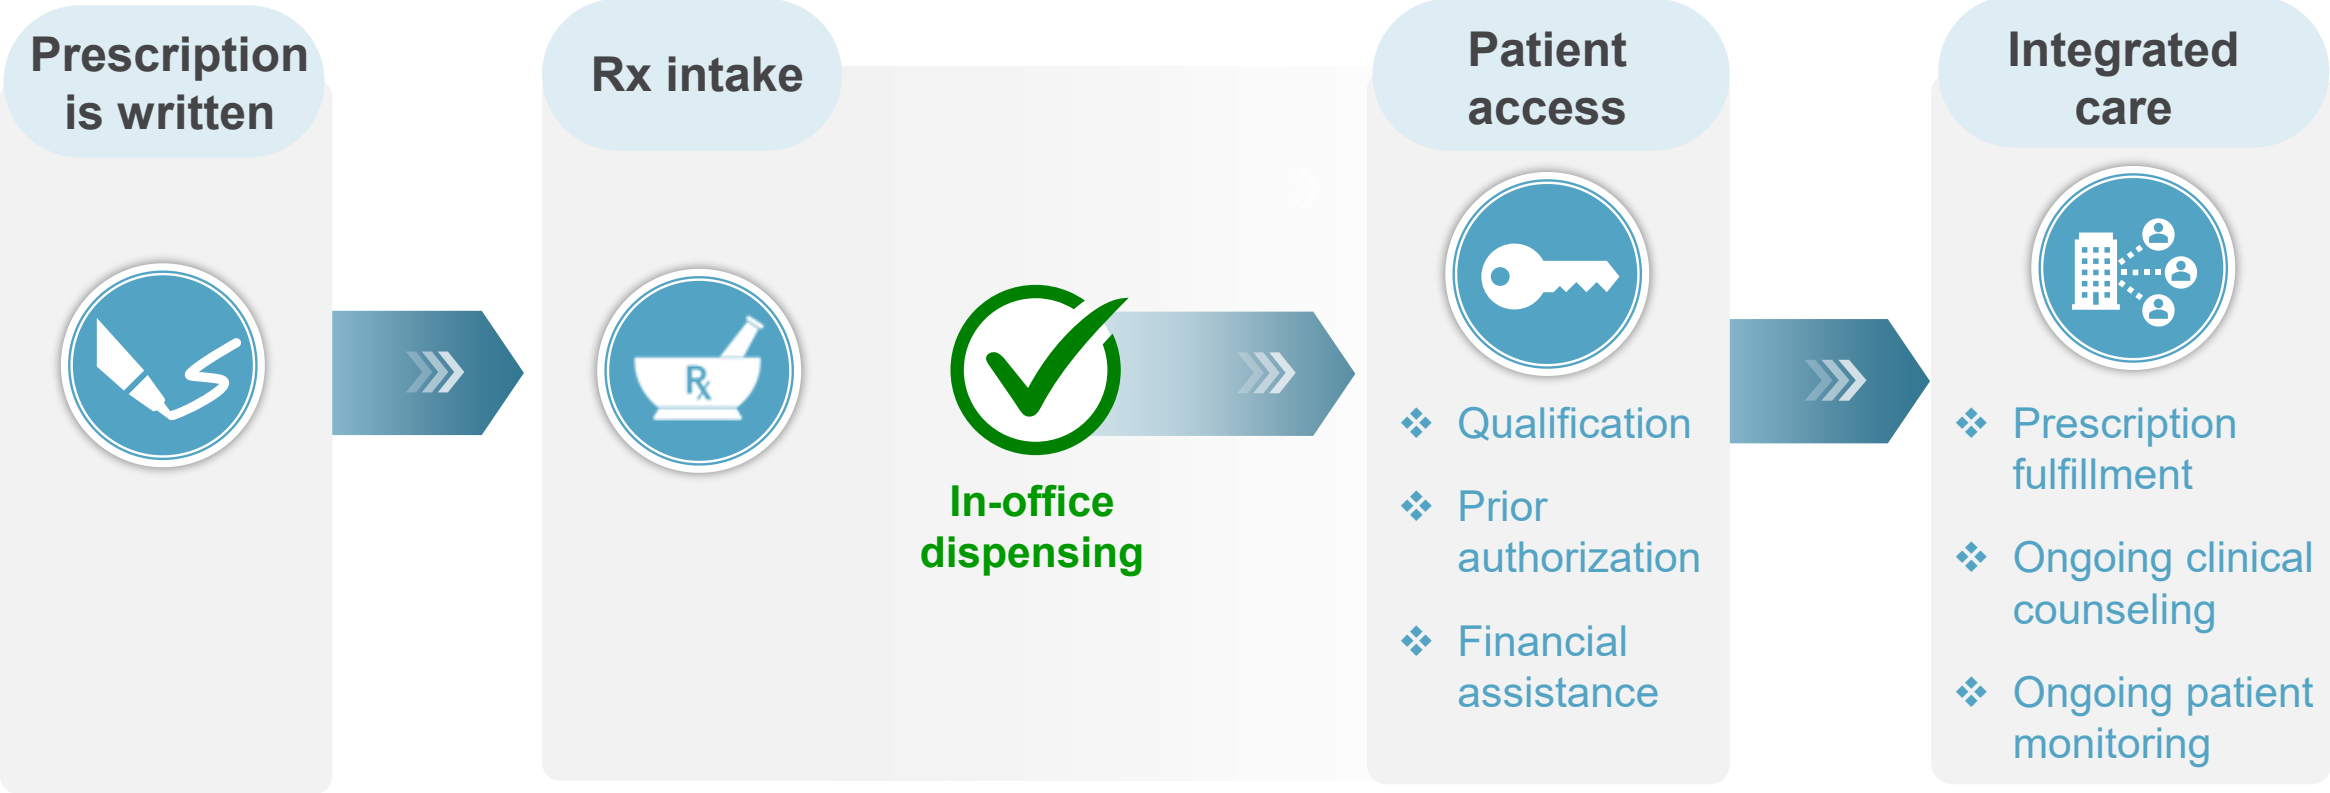 Prescription
is written
Rx intake
Rx
In-office
dispensing
Patient
access
Qualification
Prior
authorization
Financial
assistance
Integrated
care
Prescription
fulfillment
Ongoing clinical
counseling
Ongoing patient
monitoring